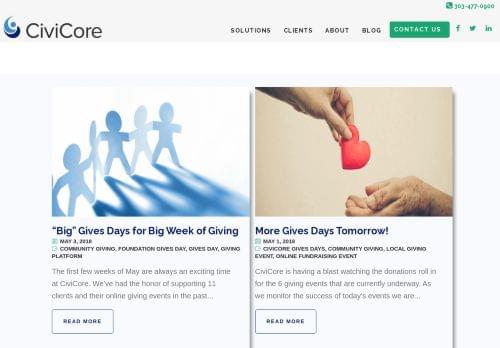 303-477-0900
CiviCore
SOLUTIONS CLIENTS ABOUT BLOG CONTACT US
“Big” Gives Days for Big Week of Giving
MAY 3, 2018
COMMUNITY GIVING, FOUNDATION GIVES DAY, GIVES DAY, GIVING
PLATFORM
The first few weeks of May are always an exciting time
at CiviCore. We've had the honor of supporting 11
clients and their online giving events in the past...
READ MORE
More Gives Days Tomorrow!
MAY 1, 2018
CIVICORE GIVES DAYS, COMMUNITY GIVING, LOCAL GIVING
EVENT, ONLINE FUNDRAISING EVENT
CiviCore is having a blast watching the donations roll in
for the 6 giving events that are currently underway. As
we monitor the success of today's events we are...
READ MORE